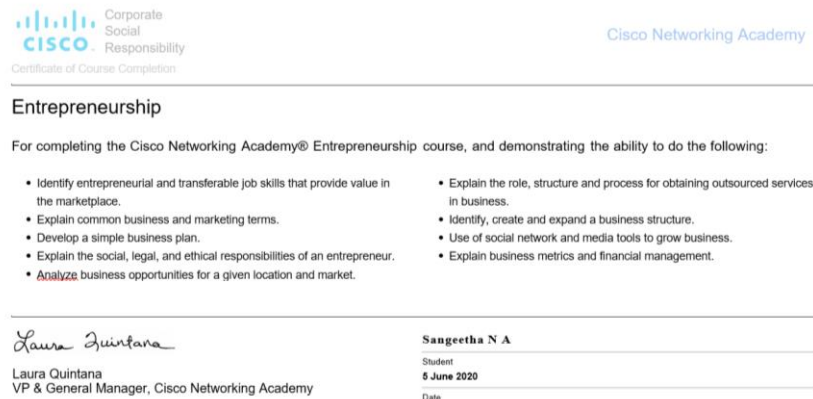 Corporate
Social
CISCO. Responsibility
Cisco Networking Academy
Certificate of Course Completion
Entrepreneurship
For completing the Cisco Networking Academy® Entrepreneurship course, and demonstrating the ability to do the following:
• Identify entrepreneurial and transferable job skills that provide value in
the marketplace.
• Explain common business and marketing terms.
• Develop a simple business plan.
• Explain the social, legal, and ethical responsibilities of an entrepreneur.
• Analyze business opportunities for a given location and market.
• Explain the role, structure and process for obtaining outsourced services
in business.
• Identify, create and expand a business structure.
• Use of social network and media tools to grow business.
• Explain business metrics and financial management.
Laura Quintana
Laura Quintana
VP & General Manager, Cisco Networking Academy
Sangeetha N A
Student
5 June 2020
Date